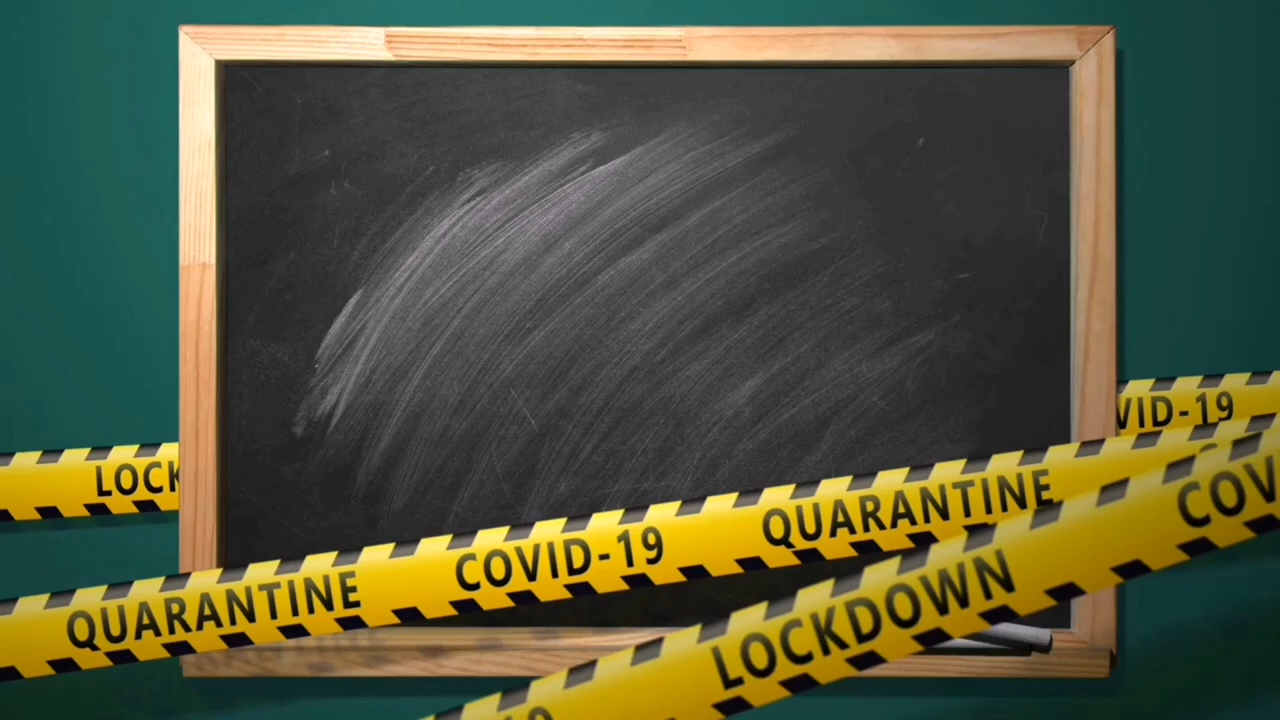 LOCK
VID-19
QUARANTINE COVID-19 QUARANTINE
LOCKDOWN COV